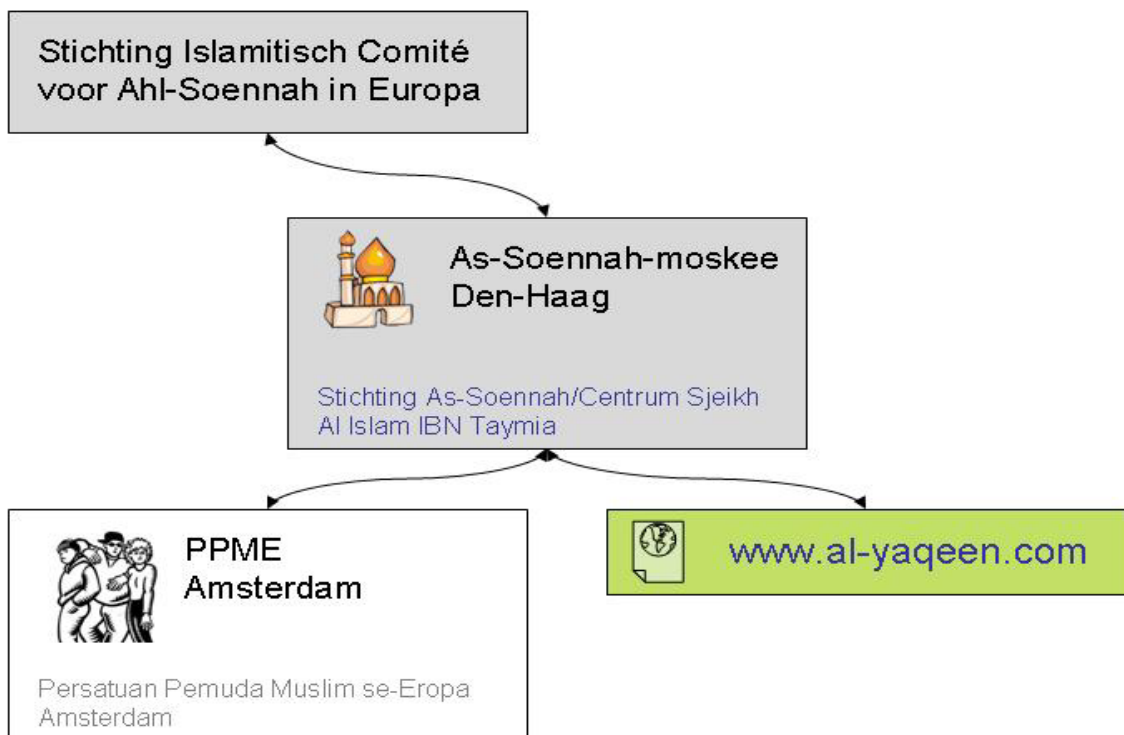 Stichting Islamitisch Comité
voor Ahl-Soennah in Europa
As-Soennah-moskee
Den-Haag
Stichting As-Soennah/Centrum Sjeikh
Al Islam IBN Taymia
PPME
Amsterdam
Persatuan Pemuda Muslim se-Eropa
Amsterdam
www.al-yaqeen.com